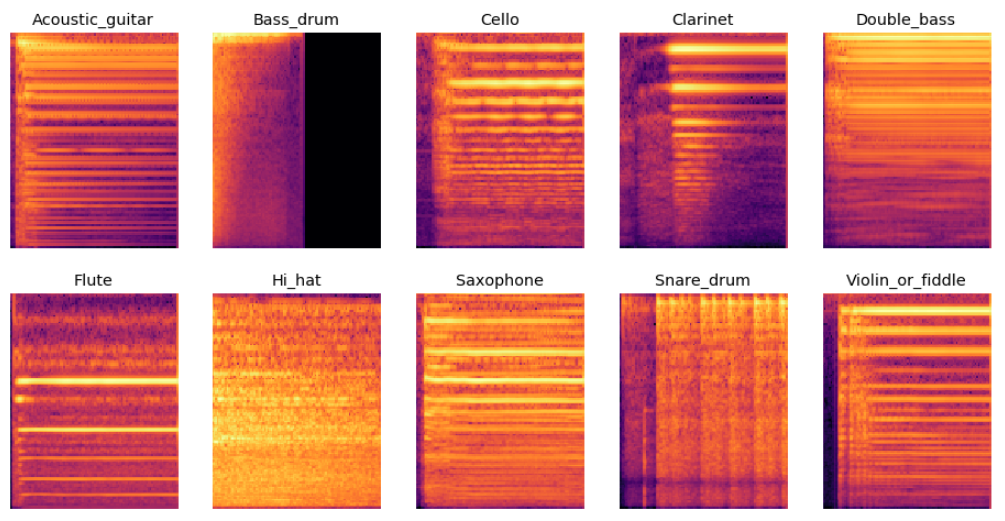 Acoustic_guitar Bass_drum Cello Clarinet Double_bass
Flute Hi_hat Saxophone Snare_drum Violin_or_fiddle